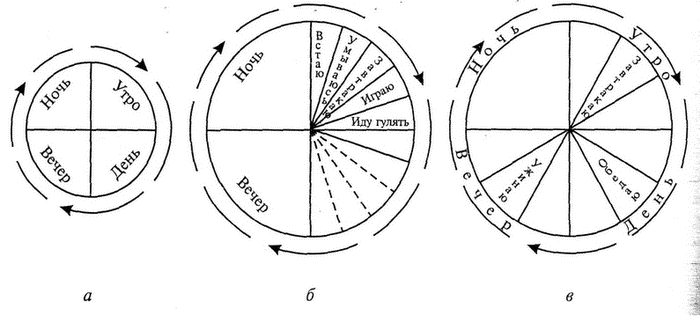 Ночь
Утро
Вечер
День
Ночь
Встаю
Умываюсь
Завтракаю
Играю
Иду гулять
Вечер
Ночь
Утро
Завтракаю
Обедаю
Ужинаю
Вечер
День
а
б
в